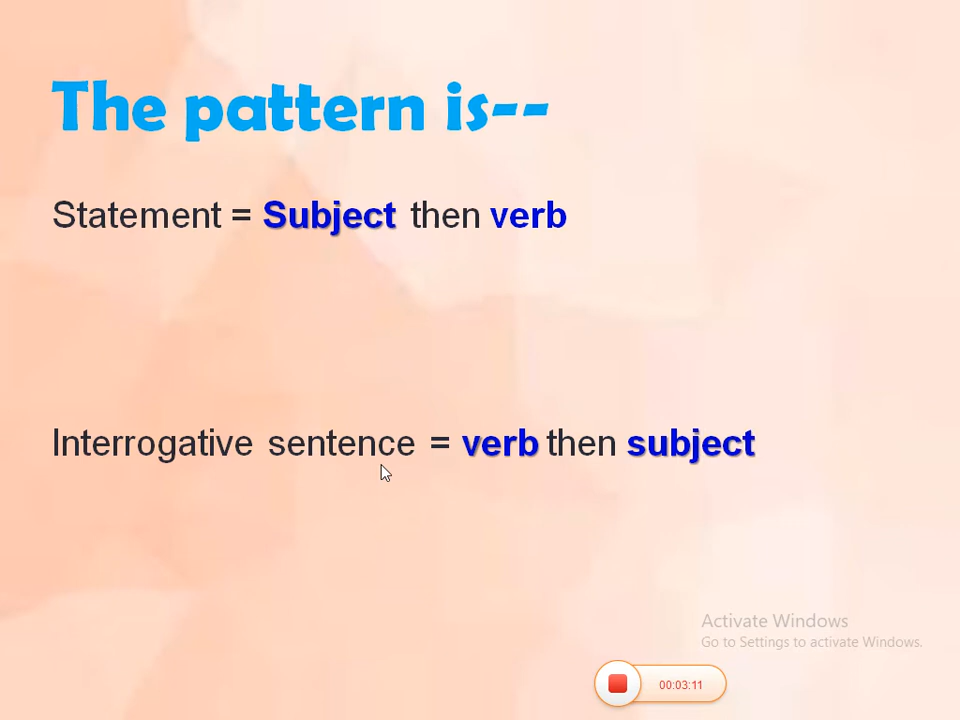 The pattern is--
Statement = Subject then verb
Interrogative sentence = verb then subject
Activate Windows
Go to Settings to activate Windows.
00:03:11